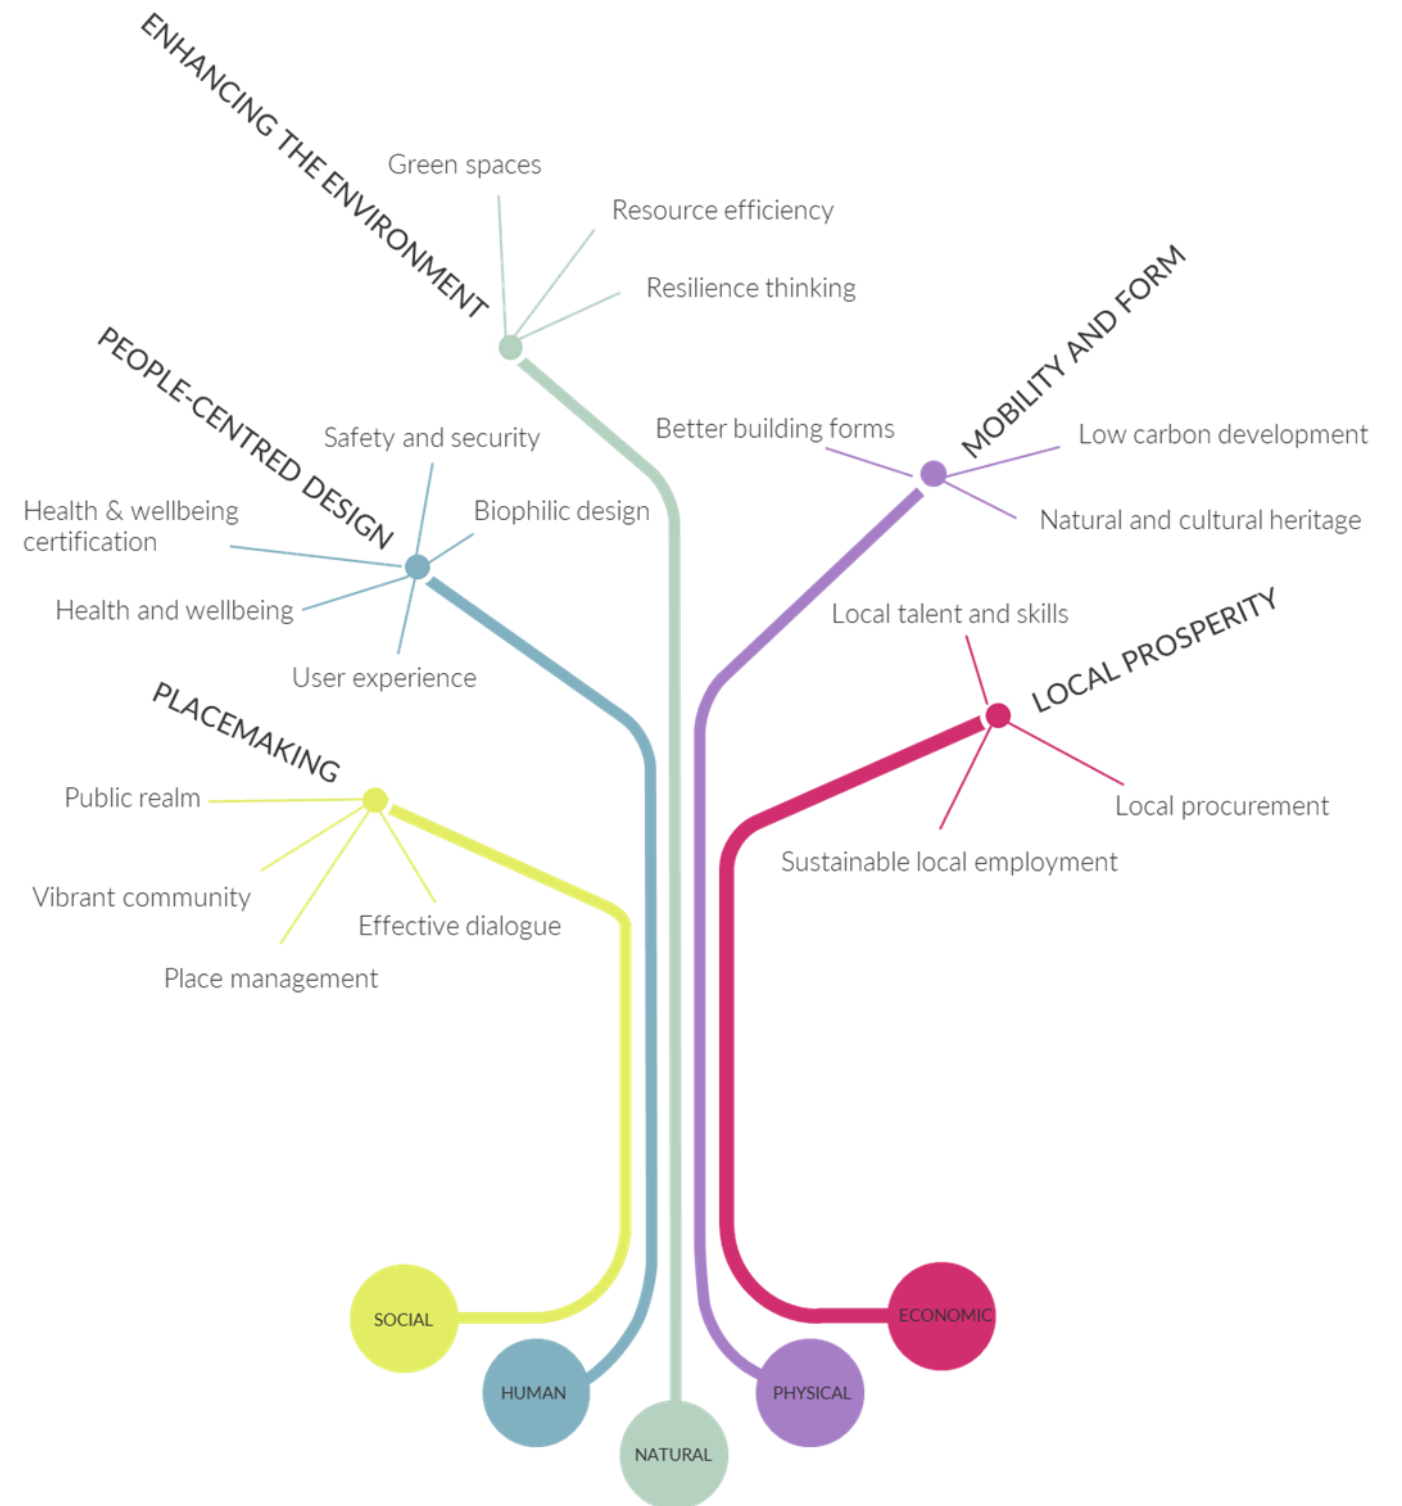 ENHANCING THE ENVIRONMENT
Green spaces
Resource efficiency
Resilience thinking
MOBILITY AND FORM
Better building forms
Low carbon development
Natural and cultural heritage
PEOPLE-CENTRED DESIGN
Safety and security
Biophilic design
Health & wellbeing
certification
Health and wellbeing
User experience
LOCAL PROSPERITY
Local talent and skills
Local procurement
Sustainable local employment
PLACEMAKING
Public realm
Vibrant community
Effective dialogue
Place management
SOCIAL
HUMAN
NATURAL
PHYSICAL
ECONOMIC